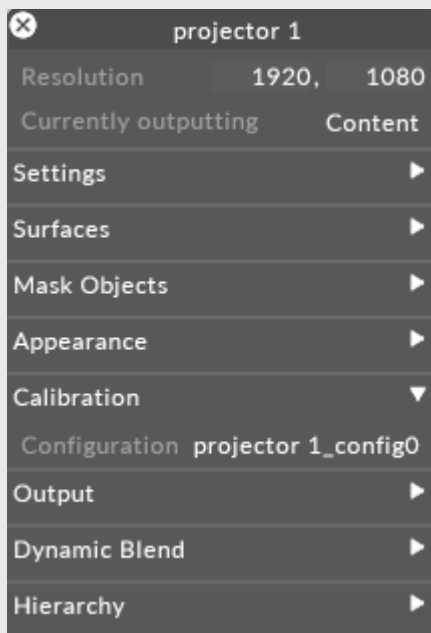 projector 1
Resolution 1920, 1080
Currently outputting Content
Settings
Surfaces
Mask Objects
Appearance
Calibration
Configuration projector 1_config0
Output
Dynamic Blend
Hierarchy